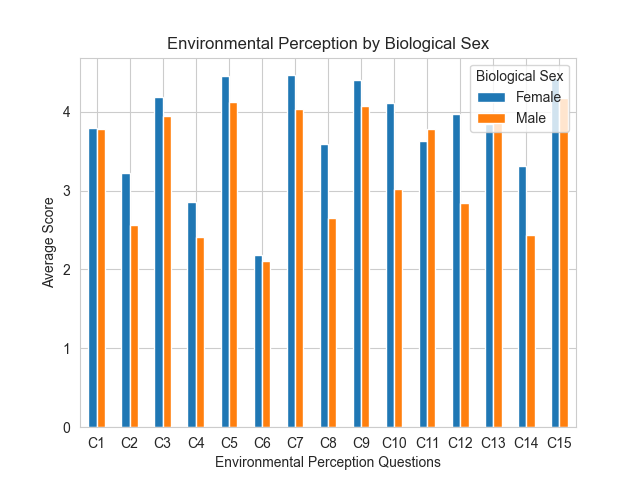 Environmental Perception by Biological Sex
Biological Sex
Female
Male
Average Score
4
3
2
1
0
C1 C2 C3 C4 C5 C6 C7 C8 C9 C10 C11 C12 C13 C14 C15
Environmental Perception Questions